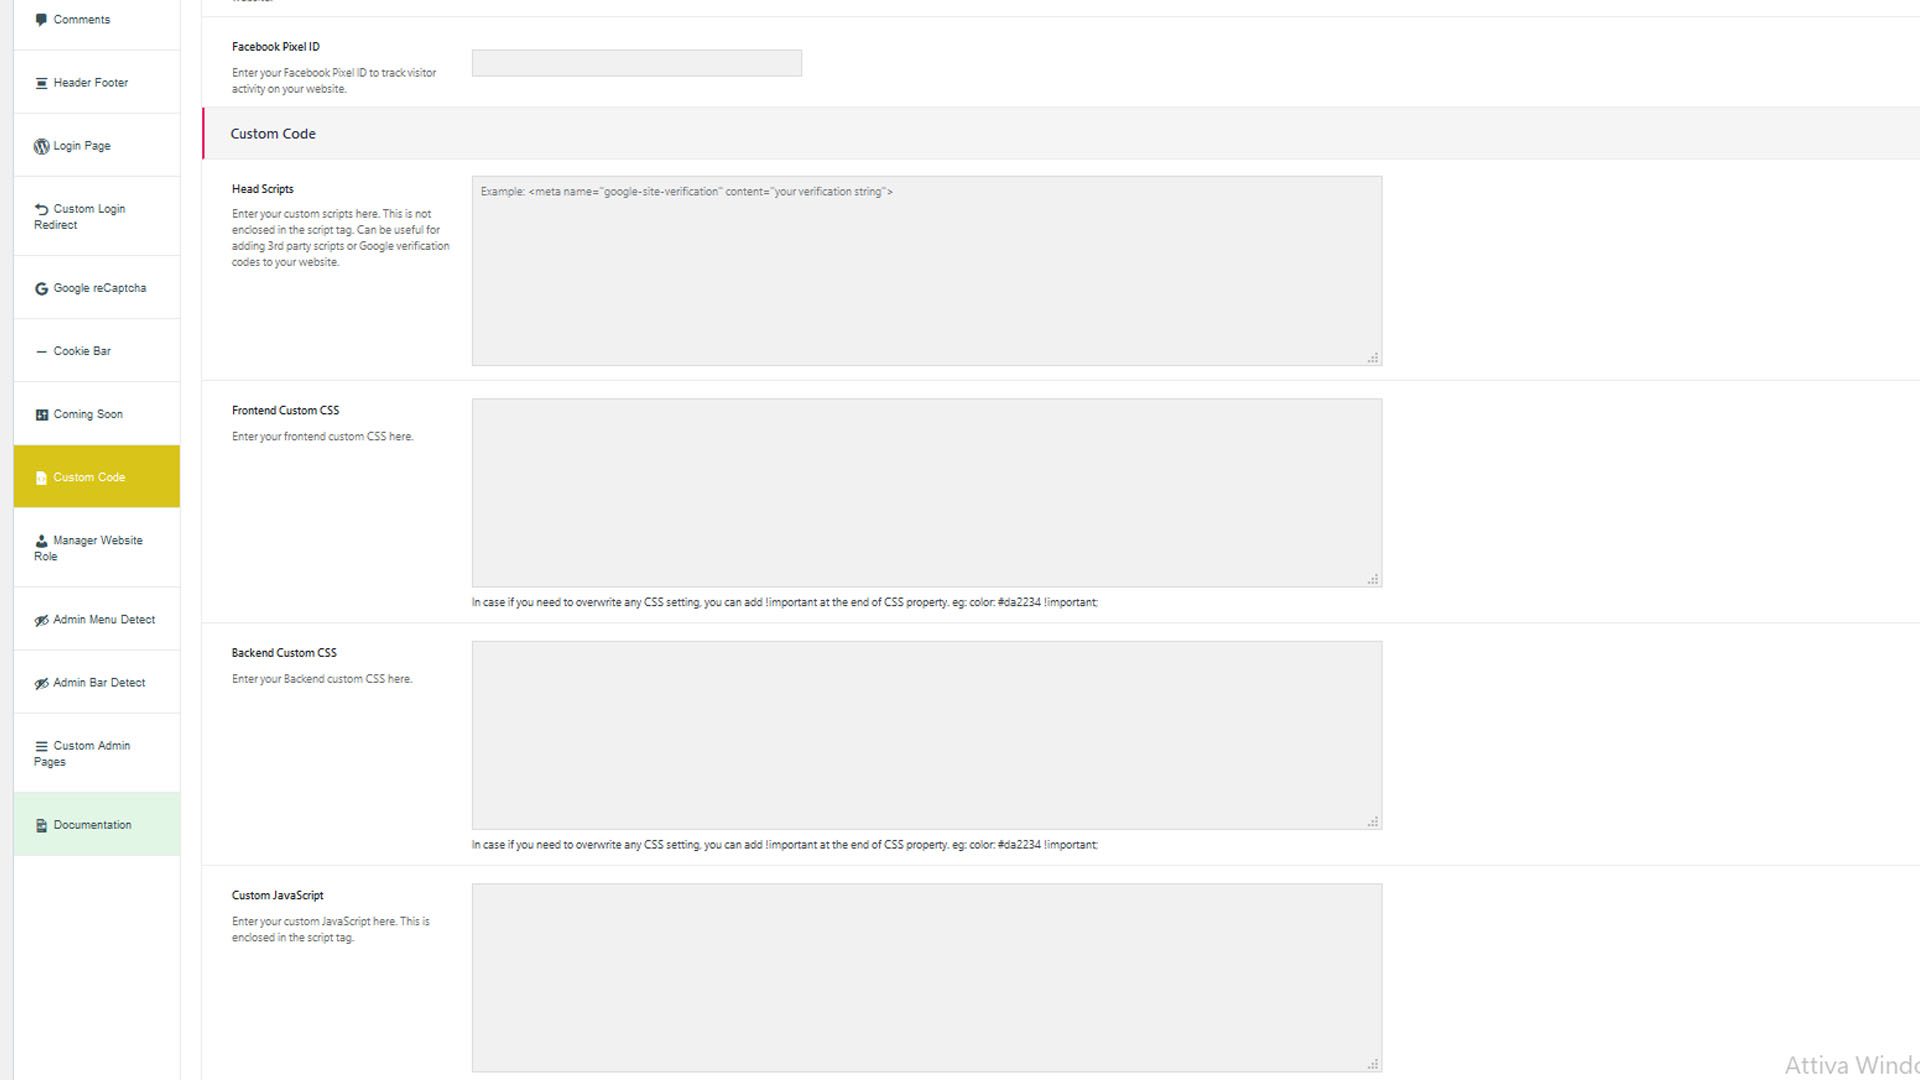 Comments
Header Footer
Login Page
Custom Login
Redirect
Google reCaptcha
Cookie Bar
Coming Soon
Custom Code
Manager Website
Role
Admin Menu Detect
Admin Bar Detect
Custom Admin
Pages
Documentation
website.
Facebook Pixel ID
Enter your Facebook Pixel ID to track visitor
activity on your website.
Custom Code
Head Scripts
Enter your custom scripts here. This is not
enclosed in the script tag. Can be useful for
adding 3rd party scripts or Google verification
codes to your website.
Example: <meta name="google-site-verification" content="your verification string">
Frontend Custom CSS
Enter your frontend custom CSS here.
In case if you need to overwrite any CSS setting, you can add !important at the end of CSS property. eg: color: #da2234 !important;
Backend Custom CSS
Enter your Backend custom CSS here.
In case if you need to overwrite any CSS setting, you can add !important at the end of CSS property. eg: color: #da2234 !important;
Custom JavaScript
Enter your custom JavaScript here. This is
enclosed in the script tag.
Attiva Windo